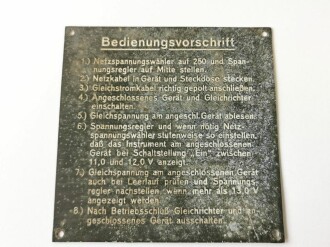 Bedienungsvorschrift
1.) Netzspannungswähler auf 250 und Span-
nungsregler auf Mitte stellen.
2.) Netzkabel in Gerät und Steckdose stecken.
3.) Gleichstromkabel richtig gepolt anschließen.
4.) Angeschlossenes Gerät und Gleichrichter
einschalten.
5.) Gleichspannung am angeschl. Gerät ablesen.
6.) Spannungsregler und wenn nötig Netz-
spannungswähler stufenweise so einstellen,
daß das Instrument am angeschlossenen
Gerät bei Schaltstellung „Ein" zwischen
11,0 und 12,0 V anzeigt.
7.) Gleichspannung am angeschlossenen Gerät
auch bei Leerlauf prüfen und Spannungs-
regler nachstellen, wenn mehr als 13,0 V
angezeigt werden.
8.) Nach Betriebsschluß Gleichrichter und an-
geschlossenes Gerät ausschalten.